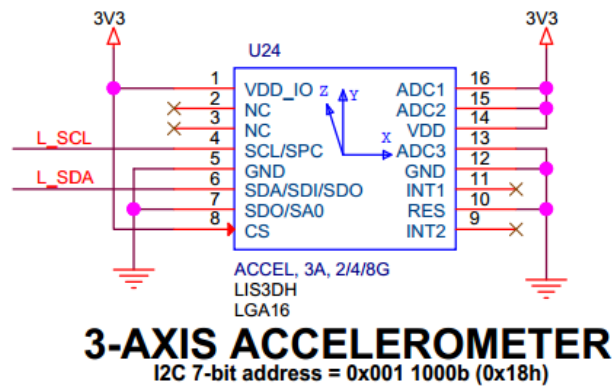 3V3 3V3
U24
1 VDD_IO ADC1 16
2 NC Z Y ADC2 15
3 NC VDD 14
L_SCL 4 SCL/SPC X ADC3 13
5 GND GND 12
L_SDA 6 SDA/SDI/SDO INT1 11
7 SDO/SA0 RES 10
8 CS INT2 9
ACCEL, 3A, 2/4/8G
LIS3DH
LGA16
3-AXIS ACCELEROMETER
I2C 7-bit address = 0x001 1000b (0x18h)